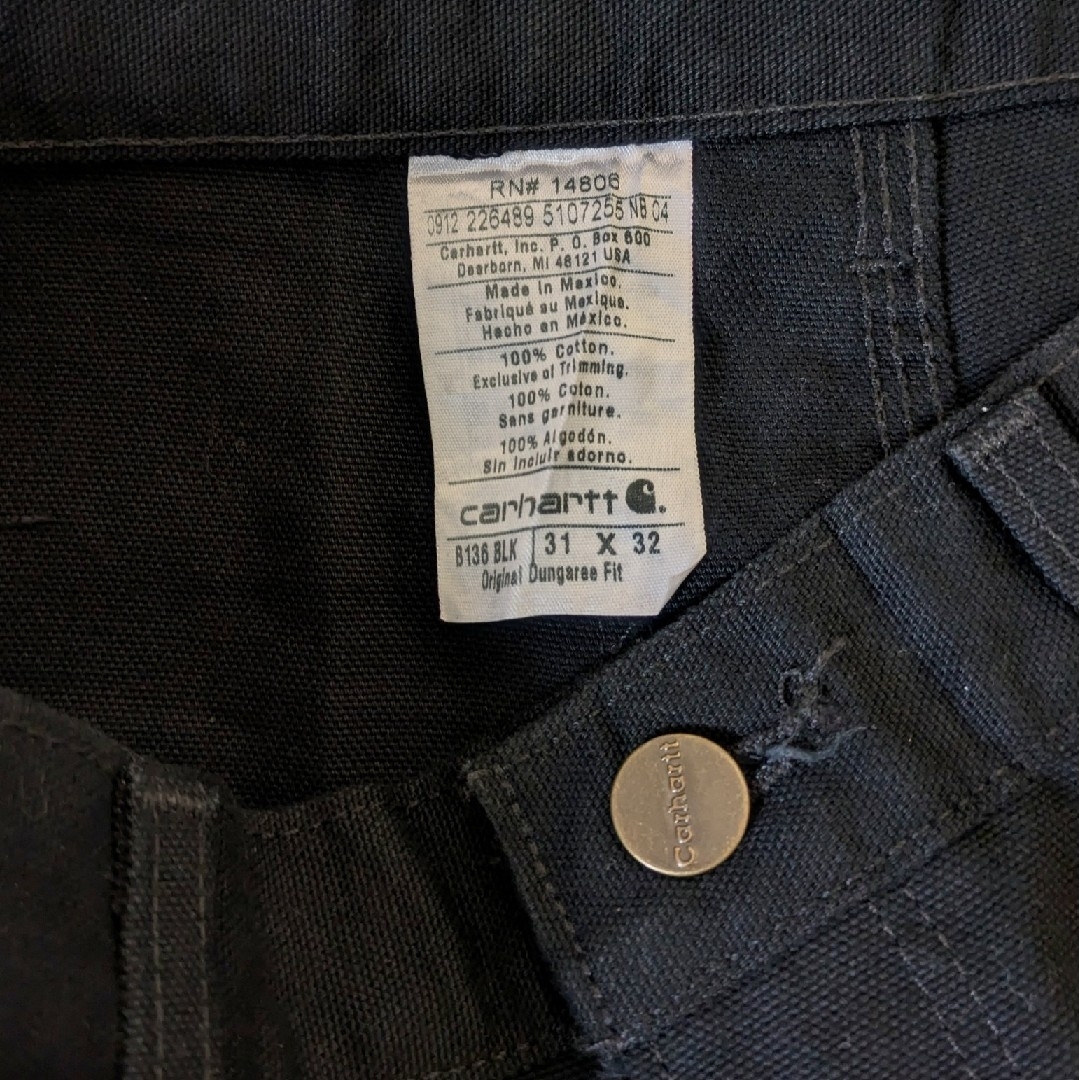 RN# 14806
0912 226489 5107255 NB 04
Carhartt, Inc. P. O. Box 600
Dearborn, MI 48121 USA
Made in Mexico.
Fabriqué au Mexique.
Hecho en México.
100% Cotton.
Exclusive of Trimming.
100% Coton.
Sans garniture.
100% Algodón.
Sin Incluir adorno.
carhartt
B136 BLK 31 X 32
Original Dungaree Fit
Carhartt